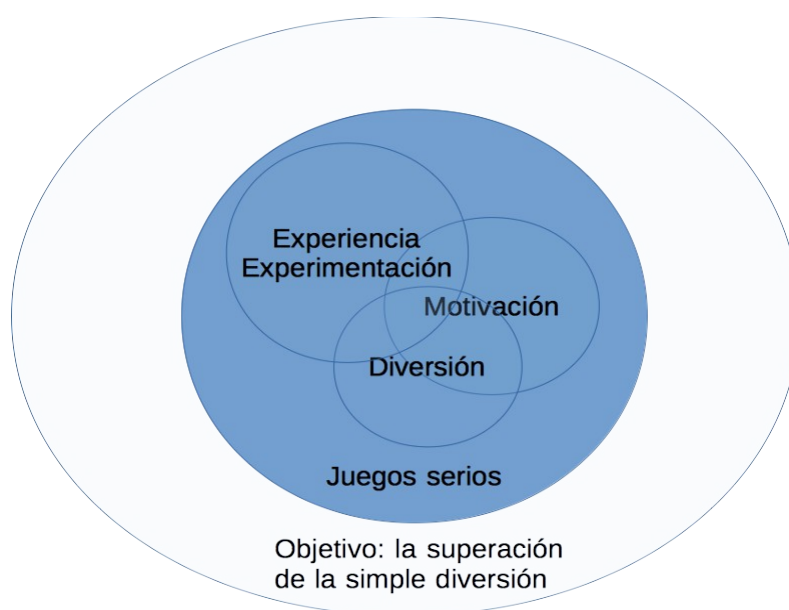 Experiencia
Experimentación
Motivación
Diversión
Juegos serios
Objetivo: la superación
de la simple diversión